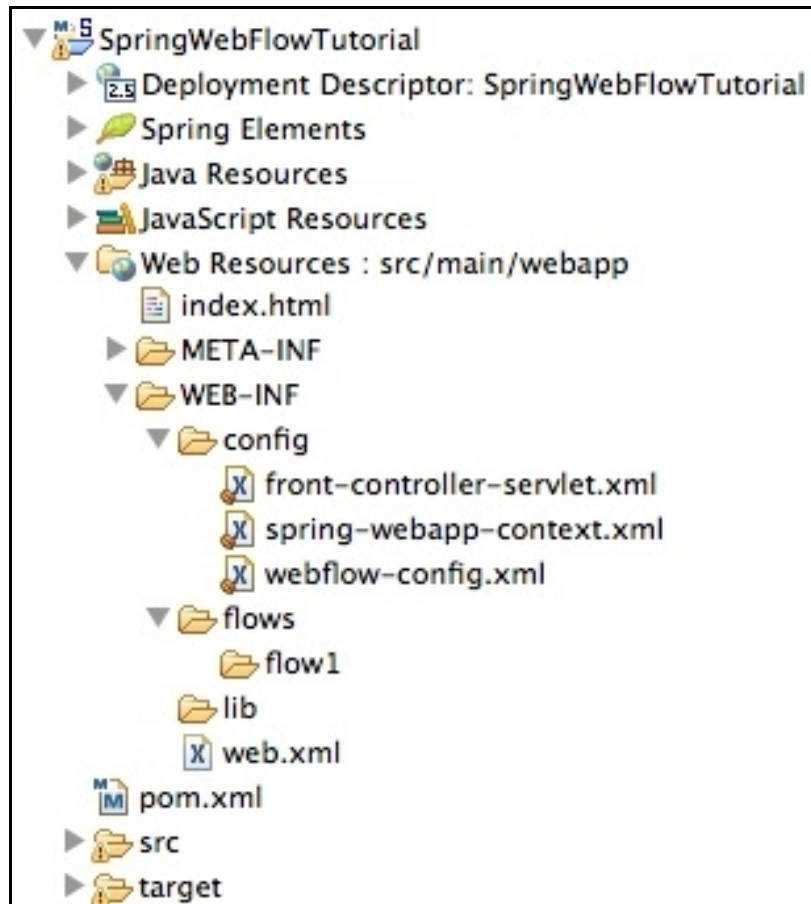 SpringWebFlowTutorial
2.5 Deployment Descriptor: SpringWebFlowTutorial
Spring Elements
Java Resources
JavaScript Resources
Web Resources : src/main/webapp
index.html
META-INF
WEB-INF
config
front-controller-servlet.xml
spring-webapp-context.xml
webflow-config.xml
flows
flow1
lib
web.xml
pom.xml
src
target